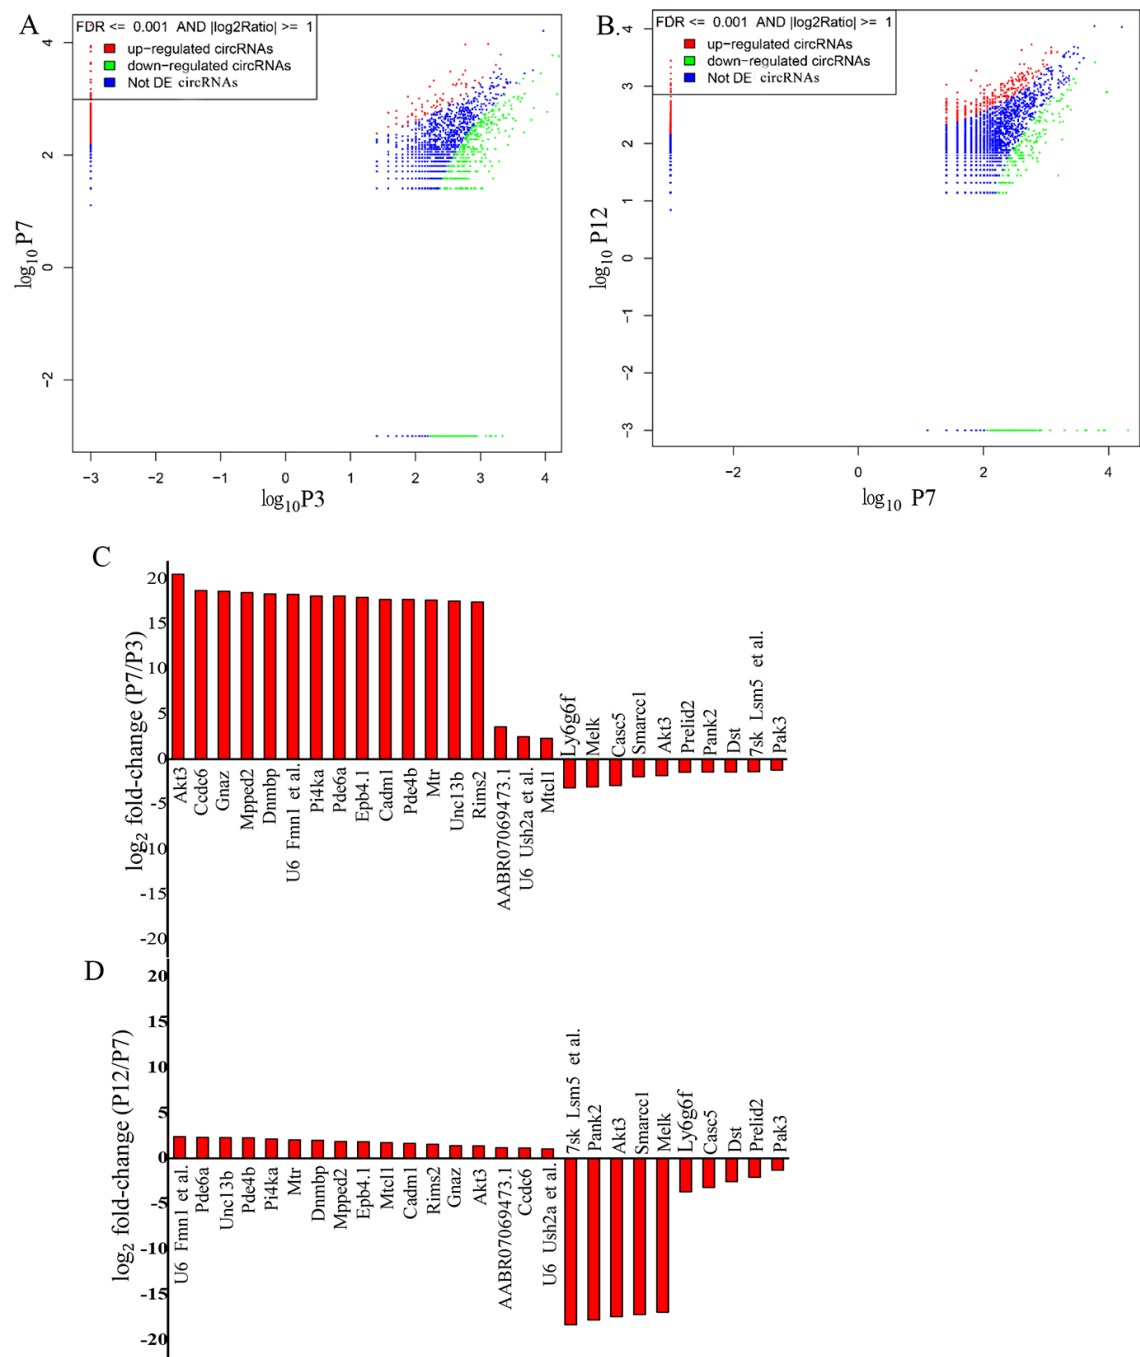 A
FDR <= 0.001 AND |log2Ratio| >= 1
up-regulated circRNAs
down-regulated circRNAs
Not DE circRNAs
4
2
0
−2
log10 P7
−3 −2 −1 0 1 2 3 4
log10P3
B
FDR <= 0.001 AND |log2Ratio| >= 1
up-regulated circRNAs
down-regulated circRNAs
Not DE circRNAs
4
3
2
1
0
−1
−2
−3
log10 P12
−2 0 2 4
log10 P7
C
20
15
10
5
0
-5
-10
-15
-20
log2 fold-change (P7/P3)
Akt3
Ccdc6
Gnaz
Mpped2
Dnmbp
U6 Fmn1 et al.
Pi4ka
Pde6a
Epb4.1
Cadm1
Pde4b
Mtr
Unc13b
Rims2
AABR07069473.1
U6 Ush2a et al.
Mtcl1
Ly6g6f
Melk
Casc5
Smarcc1
Akt3
Prelid2
Pank2
Dst
7sk Lsm5 et al.
Pak3
D
20
15
10
5
0
-5
-10
-15
-20
log2 fold-change (P12/P7)
U6 Fmn1 et al.
Pde6a
Unc13b
Pde4b
Pi4ka
Mtr
Dnmbp
Mpped2
Epb4.1
Mtcl1
Cadm1
Rims2
Gnaz
Akt3
AABR07069473.1
Ccdc6
U6 Ush2a et al.
7sk Lsm5 et al.
Pank2
Akt3
Smarcc1
Melk
Ly6g6f
Casc5
Dst
Prelid2
Pak3